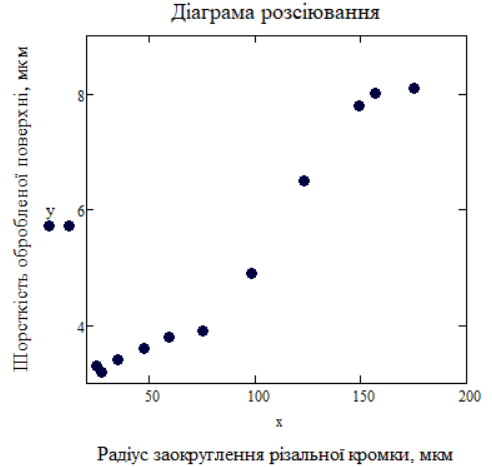 Діаграма розсіювання
Шорсткість обробленої поверхні, мкм
y
8
6
4
50
100
150
200
x
Радіус заокруглення різальної кромки, мкм